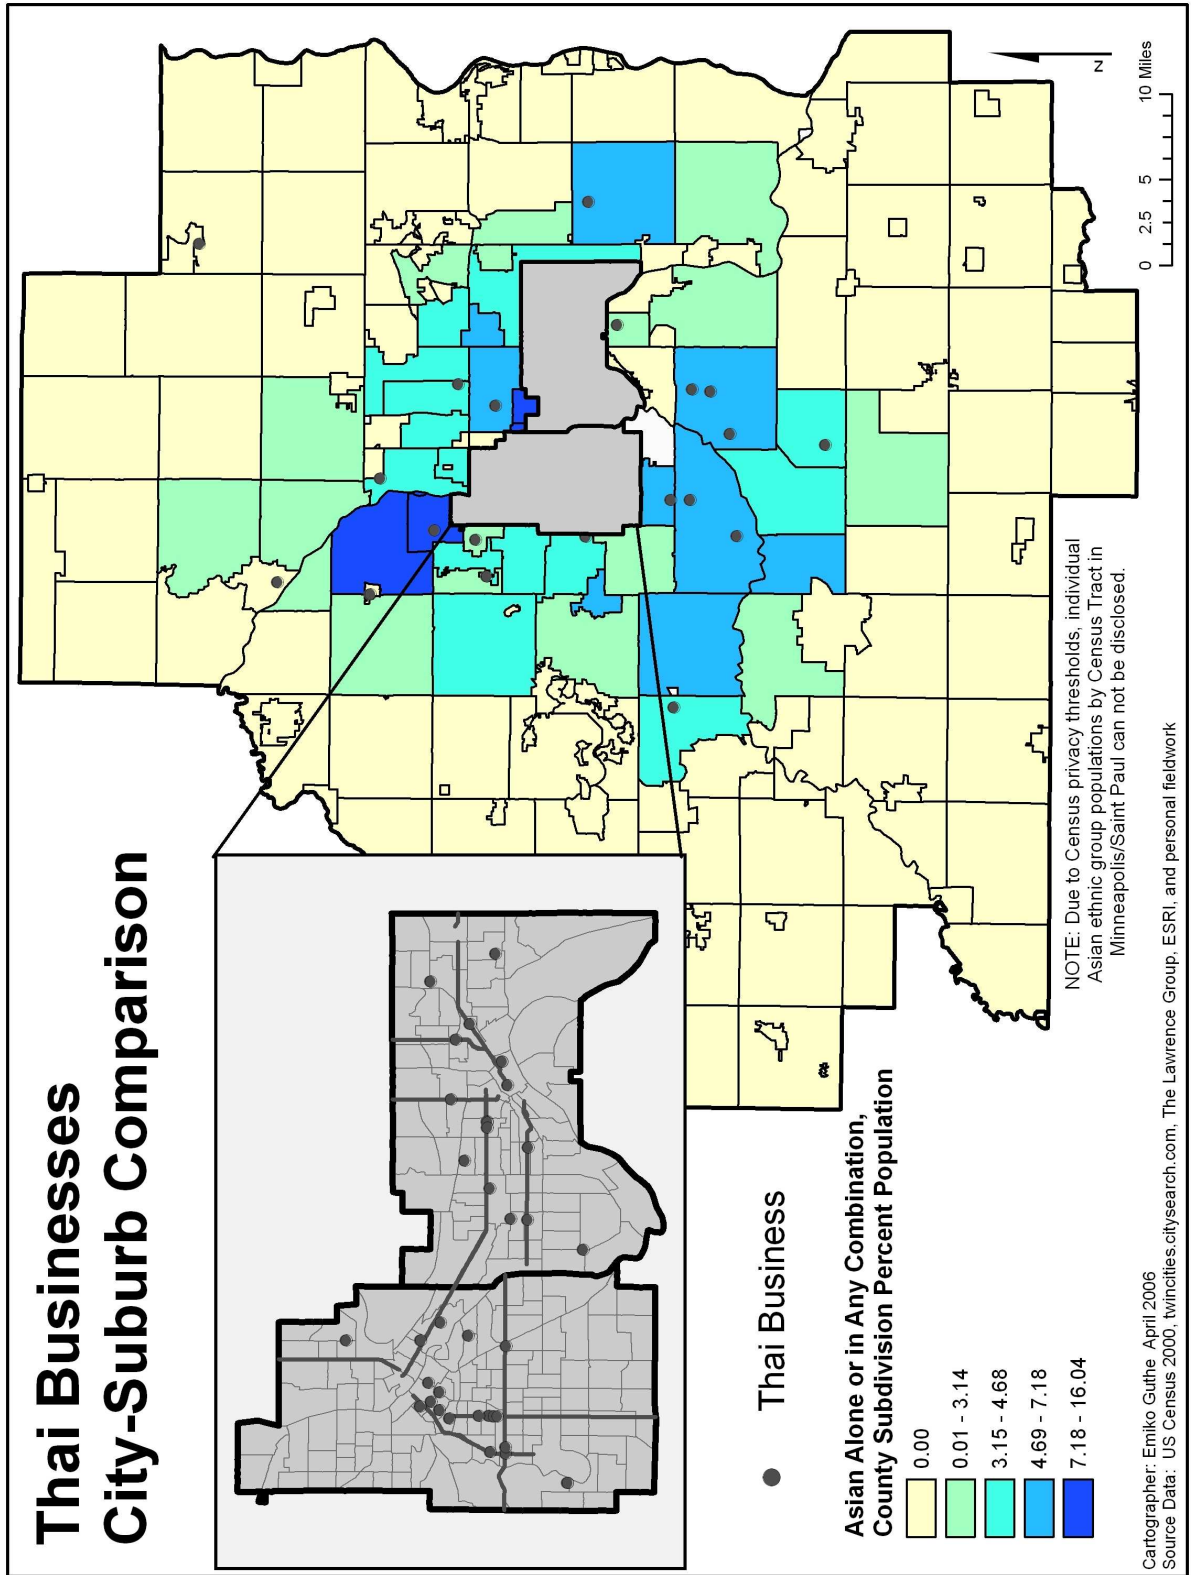 Thai Businesses
City-Suburb Comparison
Thai Business
Asian Alone or in Any Combination,
County Subdivision Percent Population
0.00
0.01 - 3.14
3.15 - 4.68
4.69 - 7.18
7.18 - 16.04
NOTE: Due to Census privacy thresholds, individual
Asian ethnic group populations by Census Tract in
Minneapolis/Saint Paul can not be disclosed.
N
0 2.5 5 10 Miles
Cartographer: Emiko Guthe April 2006
Source Data: US Census 2000, twincities.citysearch.com, The Lawrence Group, ESRI, and personal fieldwork